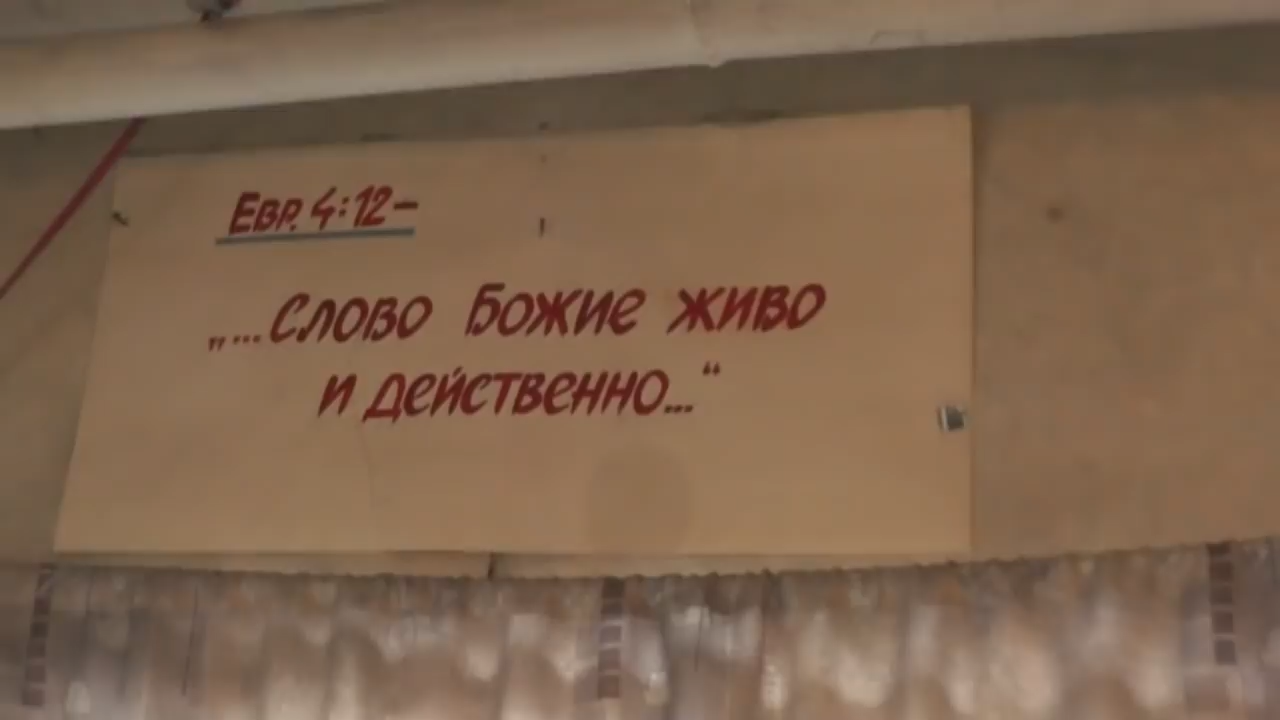 Евр. 4:12-
„...Слово Божие живо
и действенно...“